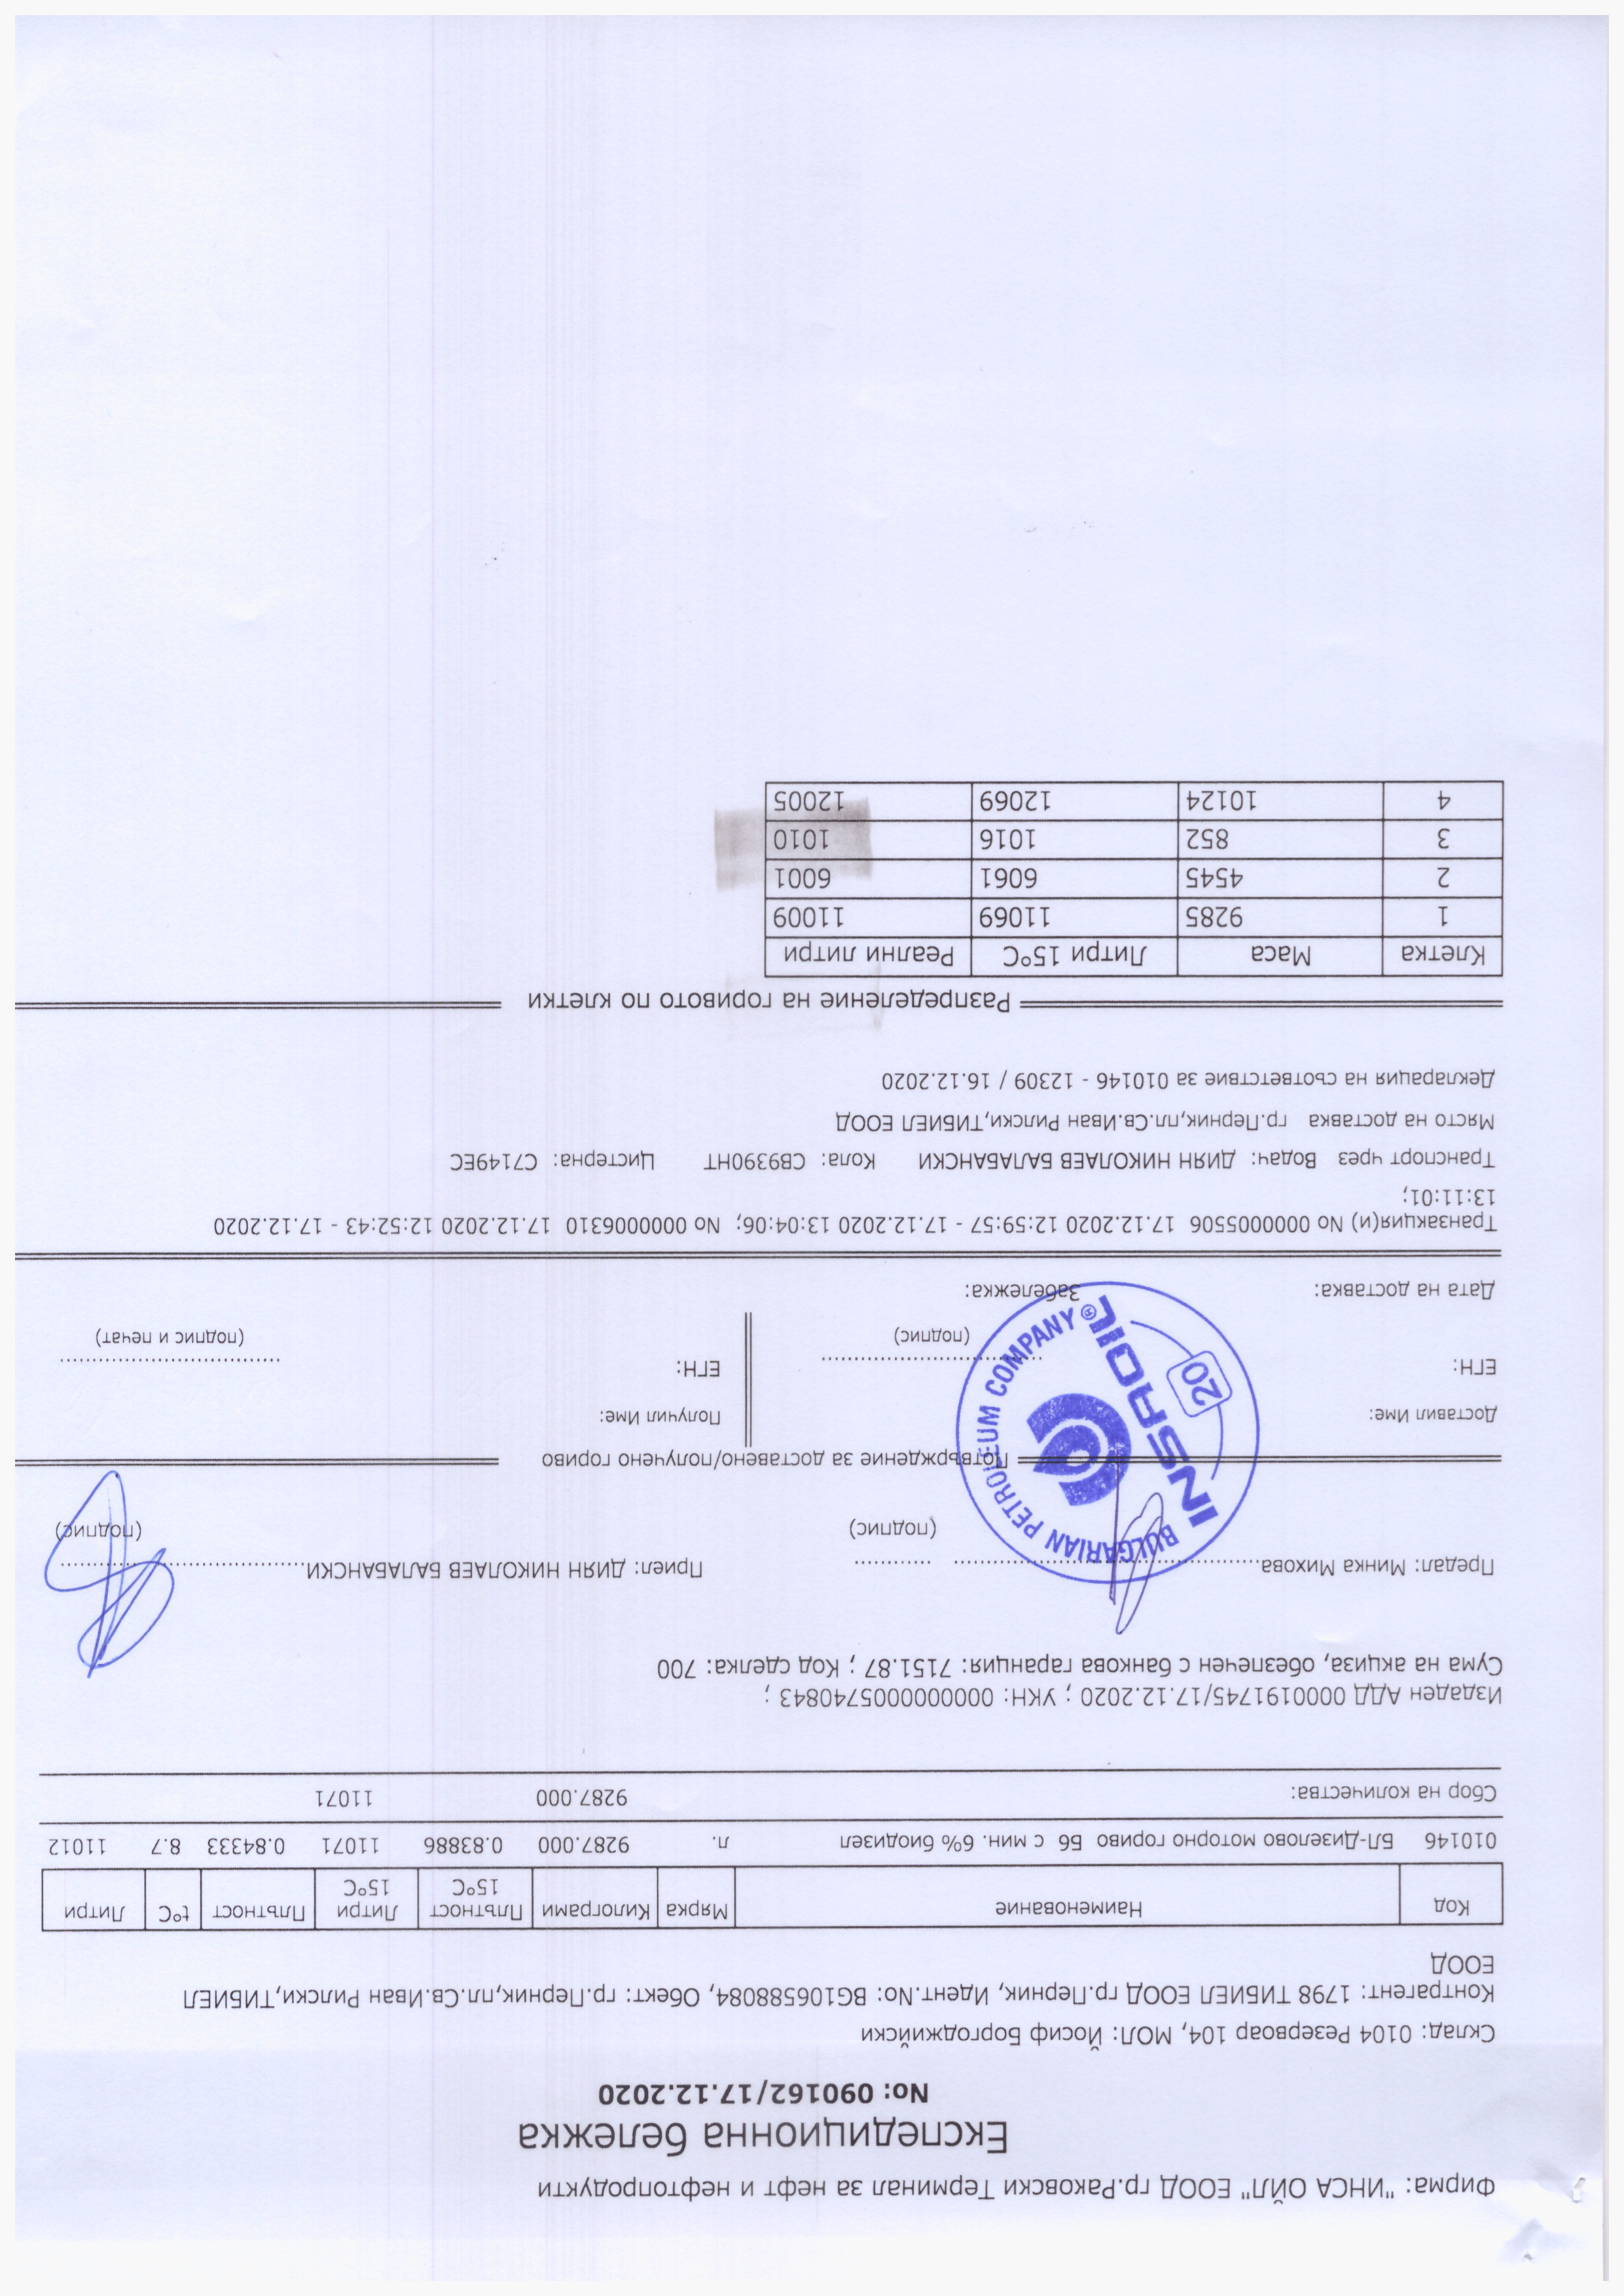 Фирма: "ИНСА ОЙЛ" ЕООД гр.Раковски Терминал за нефт и нефтопродукти
Експедиционна бележка
No: 090162/17.12.2020
Склад: 0104 Резервоар 104, МОЛ: Йосиф Боргоджийски
Контрагент: 1798 ТИБИЕЛ ЕООД гр.Перник, Идент.No: BG106588084, Обект: гр.Перник,пл.Св.Иван Рилски,ТИБИЕЛ
ЕООД
Код Наименование Мярка Килограми Плътност 15°C Литри 15°C Плътност t°C Литри
010146 БЛ-Дизелово моторно гориво Б6 с мин. 6% биодизел л. 9287.000 0.83886 11071 0.84333 8.7 11012
Сбор на количества: 9287.000 11071
Издаден АДД 0000191745/17.12.2020 ; УКН: 0000000005740843 ;
Сума на акциза, обезпечен с банкова гаранция: 7151.87 ; Код сделка: 700
Предал: Минка Михова Приел: ДИЯН НИКОЛАЕВ БАЛАБАНСКИ
(подпис) (подпис)
BULGARIAN PETROLEUM COMPANY
INSAOIL®
20
Потвърждение за доставено/получено гориво
Доставил Име: Получил Име:
ЕГН: ЕГН:
(подпис) (подпис и печат)
Дата на доставка: Забележка:
Транзакция(и) No 0000005506 17.12.2020 12:59:57 - 17.12.2020 13:04:06; No 0000006310 17.12.2020 12:52:43 - 17.12.2020
13:11:01;
Транспорт чрез Водач: ДИЯН НИКОЛАЕВ БАЛАБАНСКИ Кола: СВ9390НТ Цистерна: С7149ЕС
Място на доставка гр.Перник,пл.Св.Иван Рилски,ТИБИЕЛ ЕООД
Декларация на сьответствие за 010146 - 12309 / 16.12.2020
Разпределение на горивото по клетки
Клетка Маса Литри 15°C Реални литри
1 9285 11069 11009
2 4545 6061 6001
3 852 1016 1010
4 10124 12069 12005